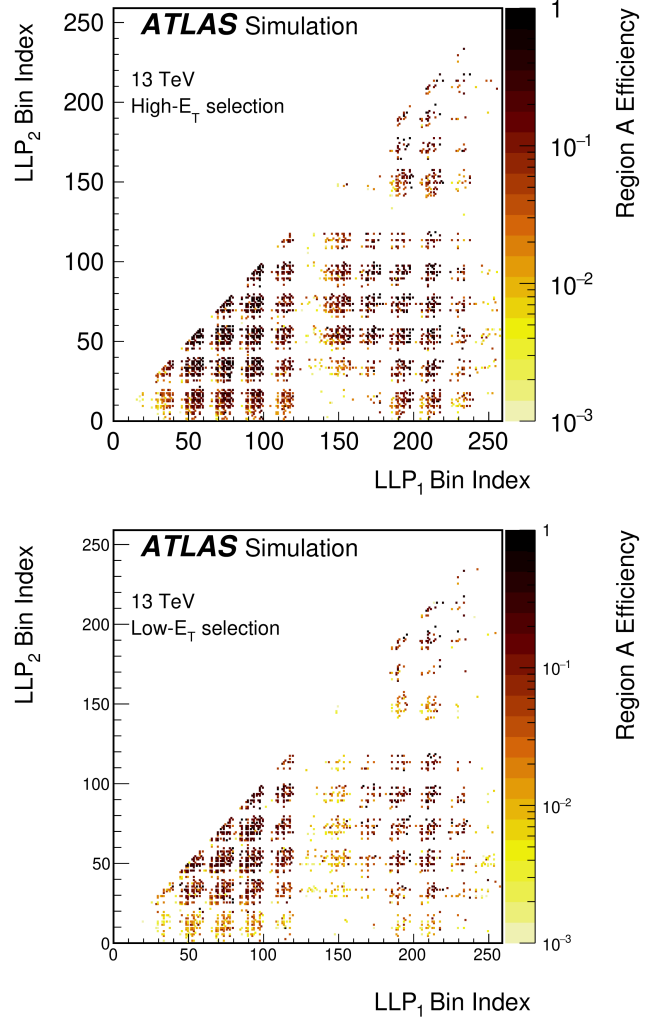 ATLAS Simulation
13 TeV
High-E_T selection
LLP_2 Bin Index
250
200
150
100
50
0
0 50 100 150 200 250
LLP_1 Bin Index
1
10^−1
10^−2
10^−3
Region A Efficiency
ATLAS Simulation
13 TeV
Low-E_T selection
LLP_2 Bin Index
250
200
150
100
50
0
0 50 100 150 200 250
LLP_1 Bin Index
1
10^−1
10^−2
10^−3
Region A Efficiency